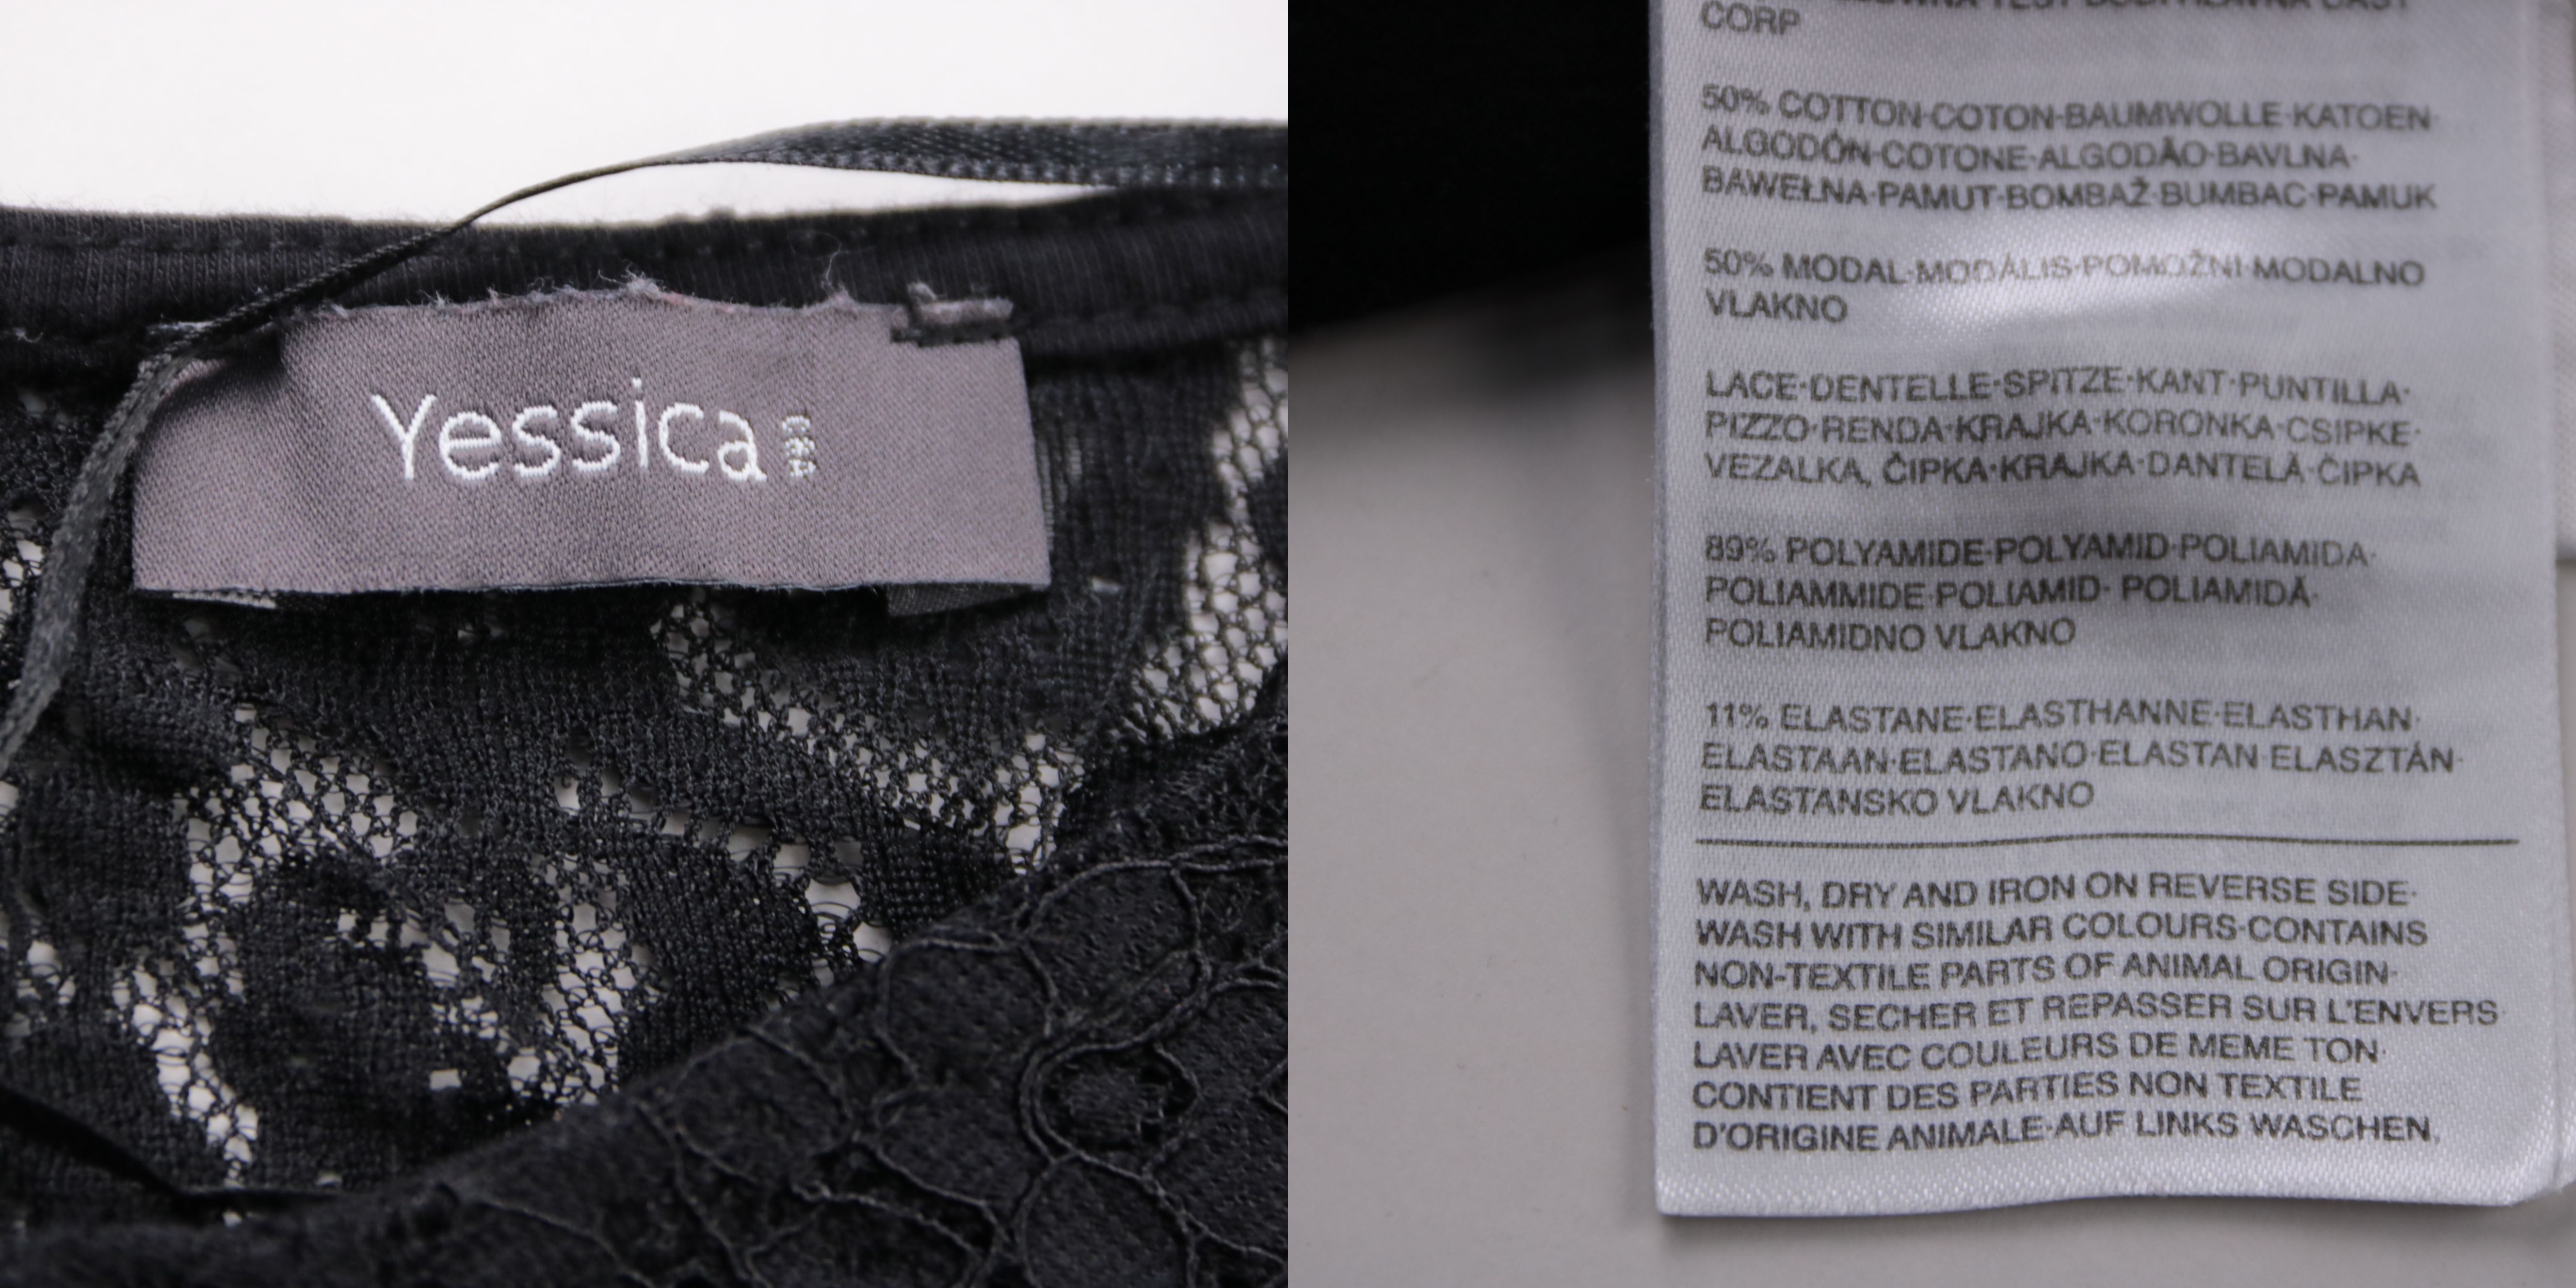 Yessica
C&A
CORP
50% COTTON·COTON·BAUMWOLLE·KATOEN·
ALGODÓN·COTONE·ALGODÃO·BAVLNA·
BAWEŁNA·PAMUT·BOMBAŽ·BUMBAC·PAMUK
50% MODAL·MODÁLIS·POMOŽNI·MODALNO
VLAKNO
LACE·DENTELLE·SPITZE·KANT·PUNTILLA·
PIZZO·RENDA·KRAJKA·KORONKA·CSIPKE·
VEZALKA, ČIPKA·KRAJKA·DANTELĂ·ČIPKA
89% POLYAMIDE·POLYAMID·POLIAMIDA·
POLIAMMIDE·POLIAMID· POLIAMIDĂ·
POLIAMIDNO VLAKNO
11% ELASTANE·ELASTHANNE·ELASTHAN·
ELASTAAN·ELASTANO·ELASTAN·ELASZTÁN·
ELASTANSKO VLAKNO
WASH, DRY AND IRON ON REVERSE SIDE·
WASH WITH SIMILAR COLOURS·CONTAINS
NON-TEXTILE PARTS OF ANIMAL ORIGIN·
LAVER, SECHER ET REPASSER SUR L'ENVERS·
LAVER AVEC COULEURS DE MEME TON·
CONTIENT DES PARTIES NON TEXTILE
D'ORIGINE ANIMALE·AUF LINKS WASCHEN,